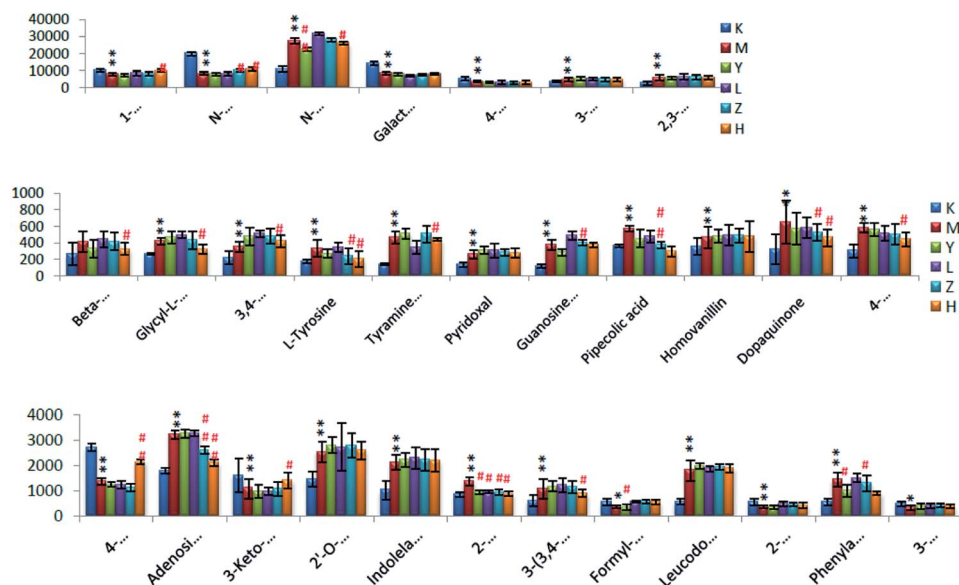 40000
30000
20000
10000
0
** # ** # # ** # # # ** ** ** **
1-... N-... N-... Galact... 4-... 3-... 2,3-...
K
M
Y
L
Z
H
1000
800
600
400
200
0
# ** # ** # ** # # ** # ** ** # ** # # ** ** # # ** #
Beta-... Glycyl-L... 3,4-... L-Tyrosine Tyramine... Pyridoxal Guanosine... Pipecolic acid Homovanillin Dopaquinone 4-...
K
M
Y
L
Z
H
4000
3000
2000
1000
0
** # # ** # # # # ** # ** ** ** # # # # ** # * # ** ** ** # # *
4-... Adenosi... 3-Keto-... 2'-O-... Indolela... 2-... 3-(3,4-... Formyl-... Leucodo... 2-... Phenyla... 3-...